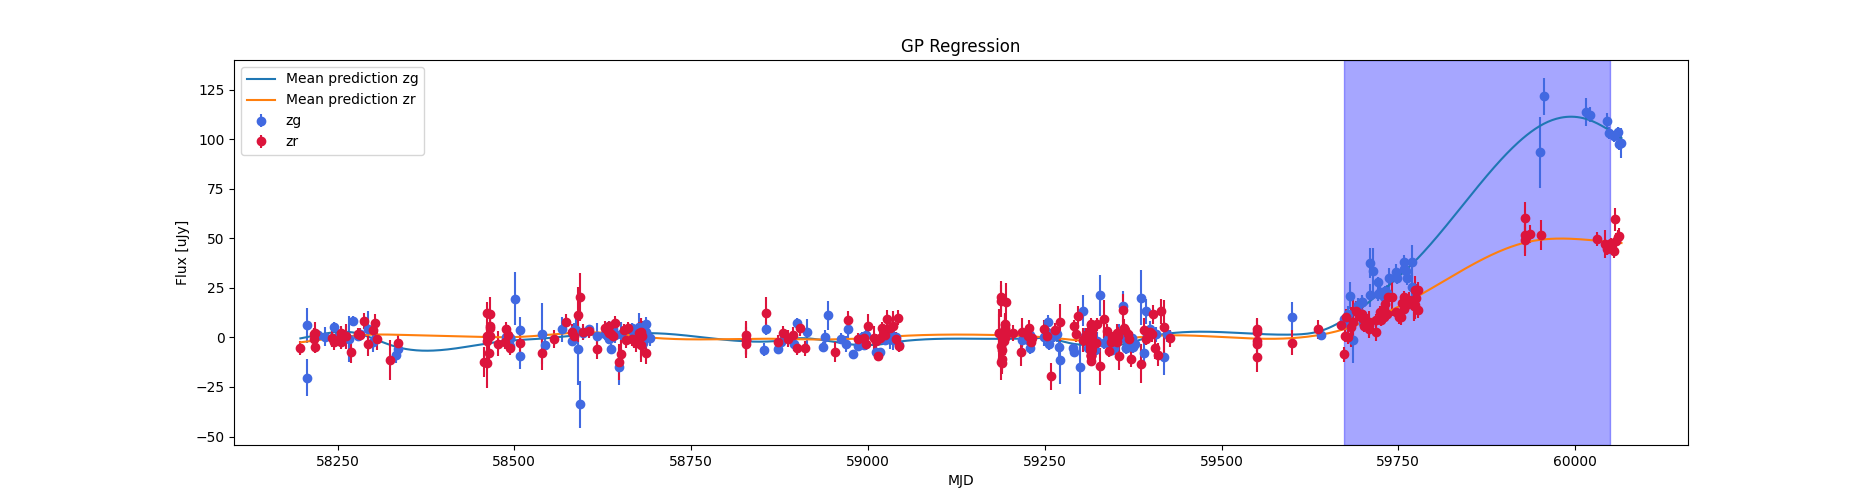 GP Regression
Mean prediction zg
Mean prediction zr
zg
zr
Flux [uJy]
125
100
75
50
25
0
−25
−50
58250 58500 58750 59000 59250 59500 59750 60000
MJD